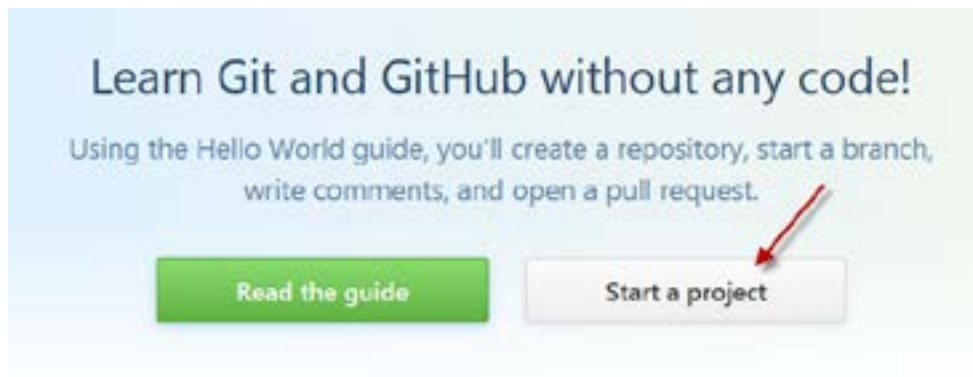 Learn Git and GitHub without any code!
Using the Hello World guide, you'll create a repository, start a branch,
write comments, and open a pull request.
Read the guide
Start a project